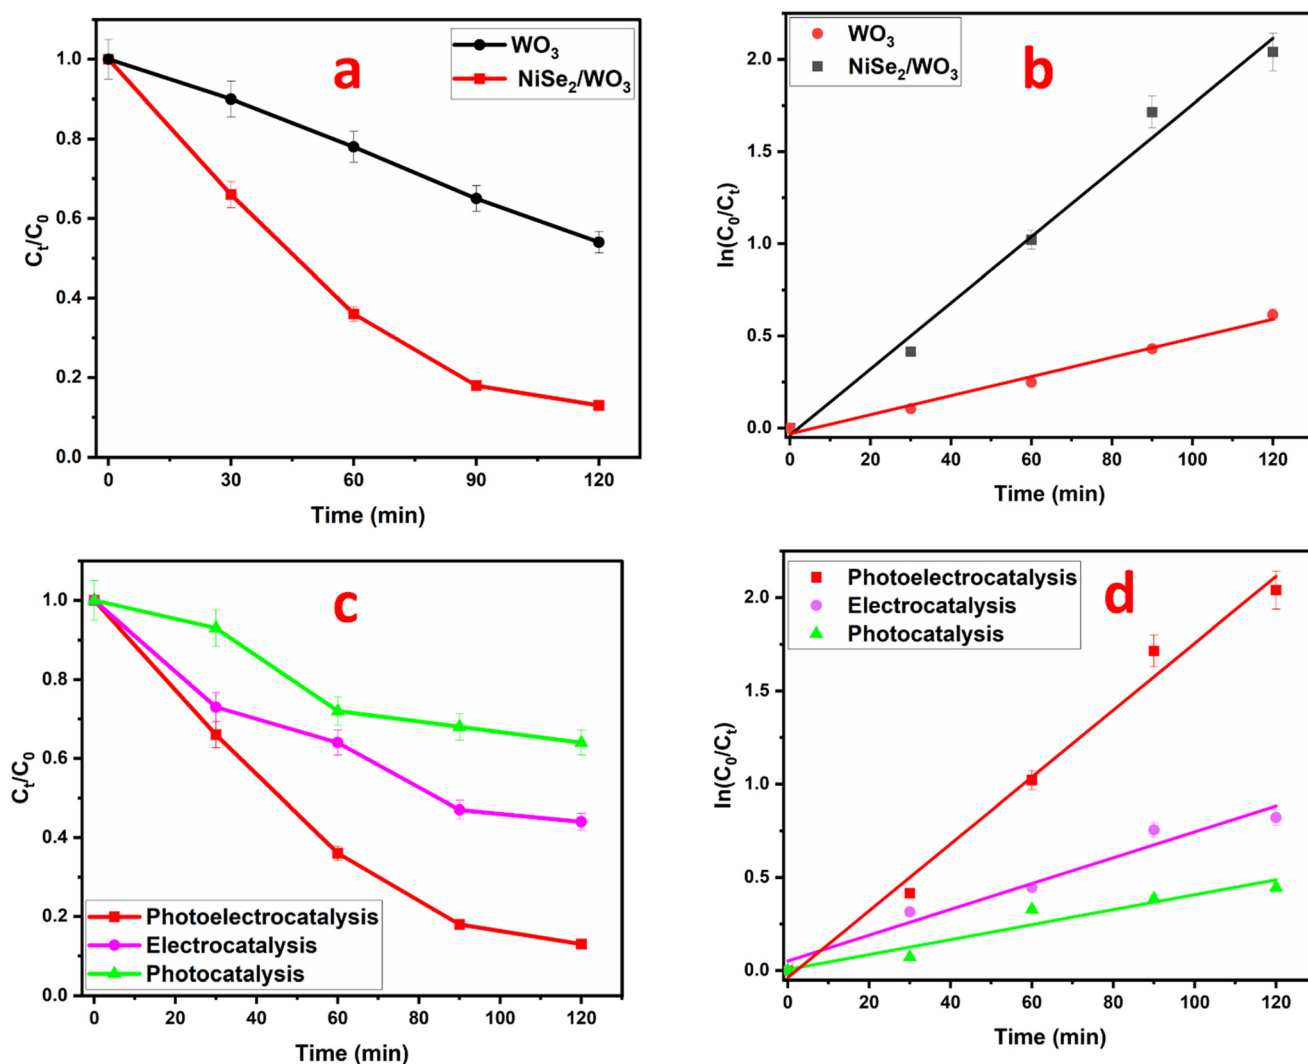 a
WO₃
NiSe₂/WO₃
1.0
0.8
0.6
0.4
0.2
0.0
Cₜ/C₀
0 30 60 90 120
Time (min)
b
WO₃
NiSe₂/WO₃
2.0
1.5
1.0
0.5
0.0
ln(C₀/Cₜ)
0 20 40 60 80 100 120
Time (min)
c
1.0
0.8
0.6
0.4
0.2
0.0
Cₜ/C₀
Photoelectrocatalysis
Electrocatalysis
Photocatalysis
0 20 40 60 80 100 120
Time (min)
d
Photoelectrocatalysis
Electrocatalysis
Photocatalysis
2.0
1.5
1.0
0.5
0.0
ln(C₀/Cₜ)
0 20 40 60 80 100 120
Time (min)